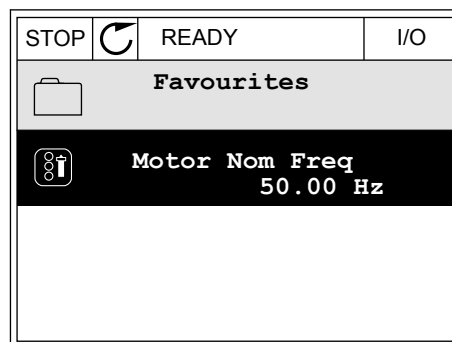 STOP READY I/O
Favourites
Motor Nom Freq
50.00 Hz